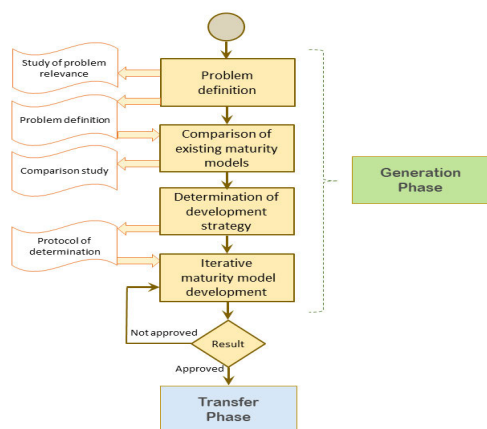 Study of problem
relevance
Problem
definition
Problem definition
Comparison of
existing maturity
models
Comparison study
Generation
Phase
Determination of
development
strategy
Protocol of
determination
Iterative
maturity model
development
Not approved
Result
Approved
Transfer
Phase